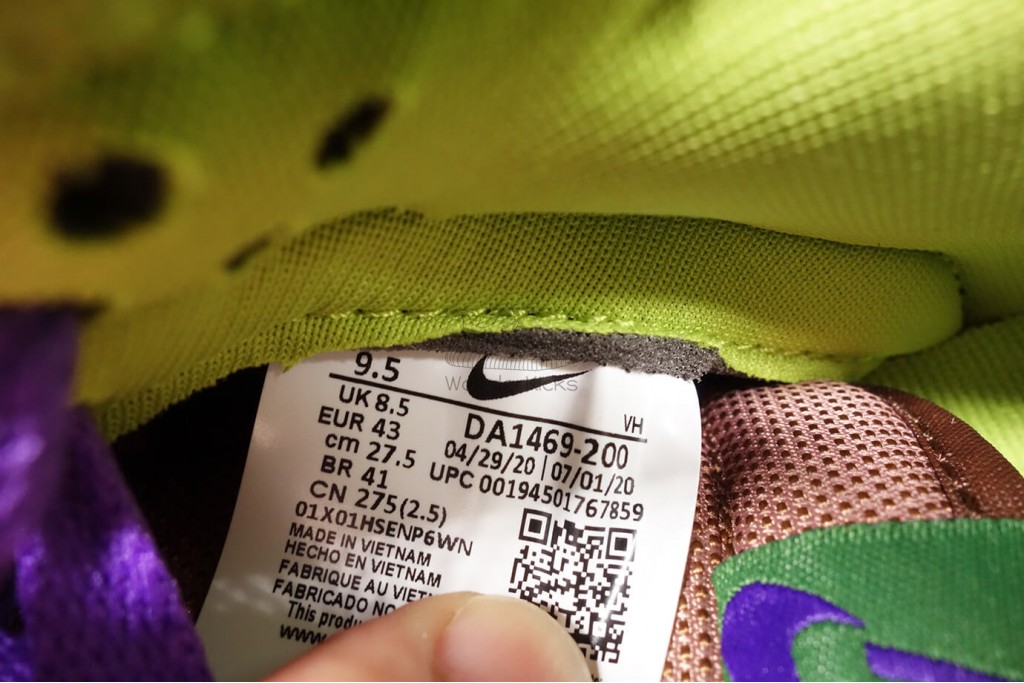 9.5
VH
UK 8.5
EUR 43
cm 27.5
BR 41
CN 275(2.5)
01X01HSENP6WN
DA1469-200
04/29/20 | 07/01/20
UPC 00194501767859
MADE IN VIETNAM
HECHO EN VIETNAM
FABRIQUE AU
FABRICADO NO
This
www.